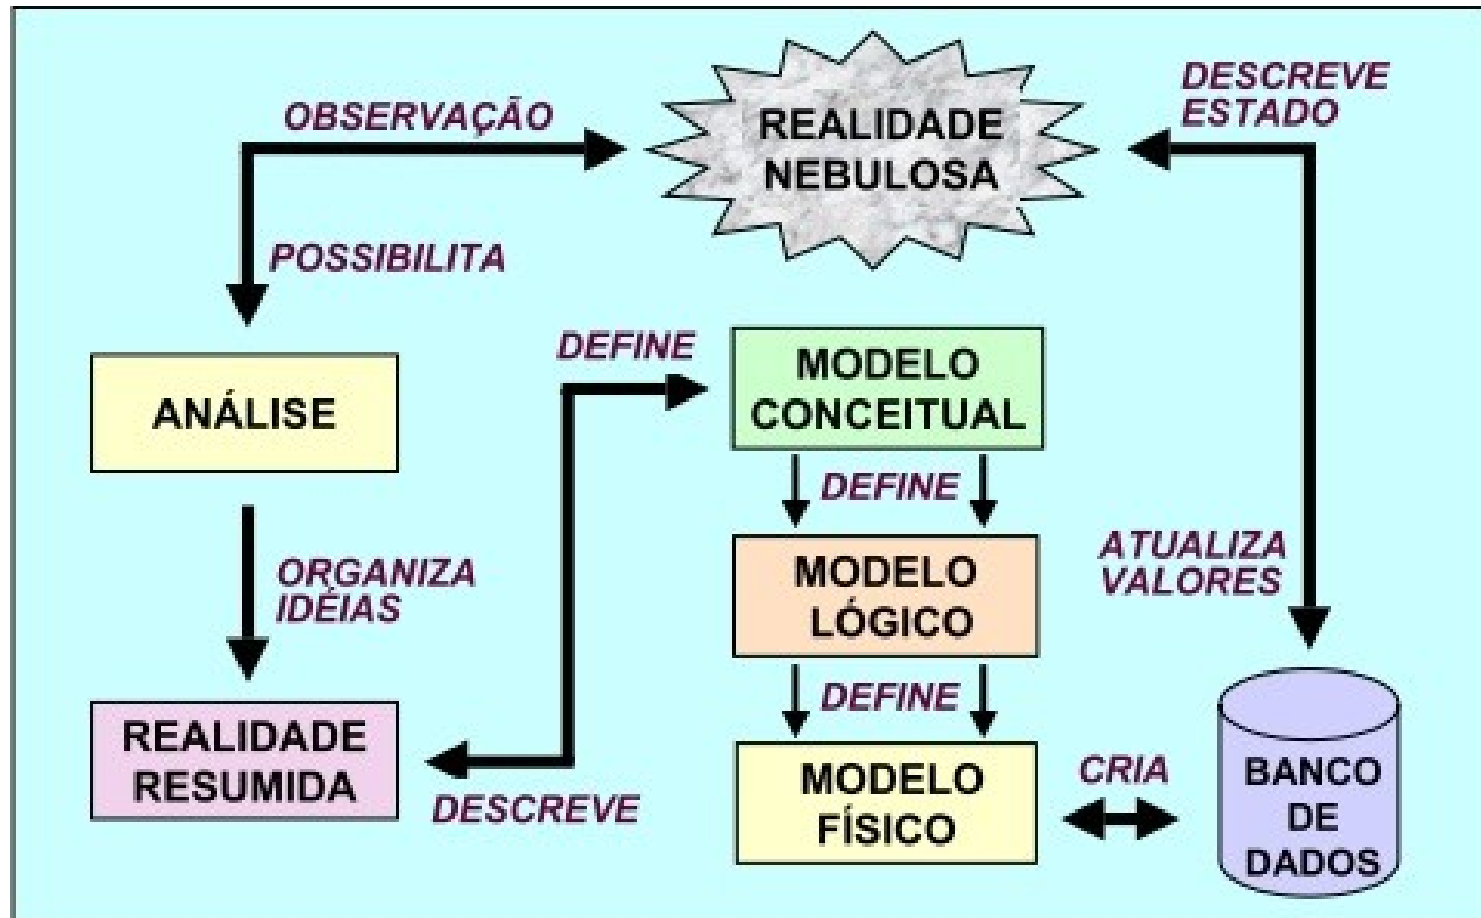 OBSERVAÇÃO
REALIDADE
NEBULOSA
DESCREVE
ESTADO
POSSIBILITA
ANÁLISE
DEFINE
MODELO
CONCEITUAL
DEFINE
ORGANIZA
IDÉIAS
MODELO
LÓGICO
ATUALIZA
VALORES
DEFINE
REALIDADE
RESUMIDA
DESCREVE
MODELO
FÍSICO
CRIA
BANCO
DE
DADOS